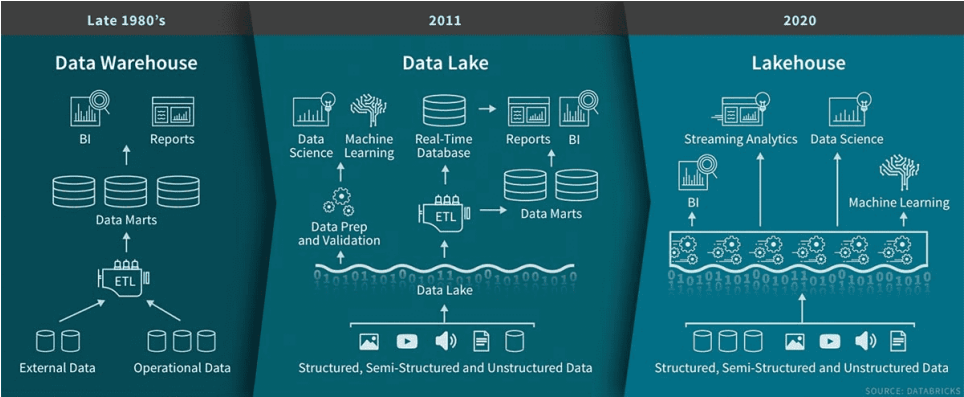 Late 1980's
Data Warehouse
BI
Reports
Data Marts
ETL
External Data
Operational Data
2011
Data Lake
Data
Science
Machine
Learning
Real-Time
Database
Reports
BI
Data Prep
and Validation
ETL
Data Marts
Data Lake
Structured, Semi-Structured and Unstructured Data
2020
Lakehouse
Streaming Analytics
Data Science
BI
Machine Learning
Structured, Semi-Structured and Unstructured Data
SOURCE: DATABRICKS